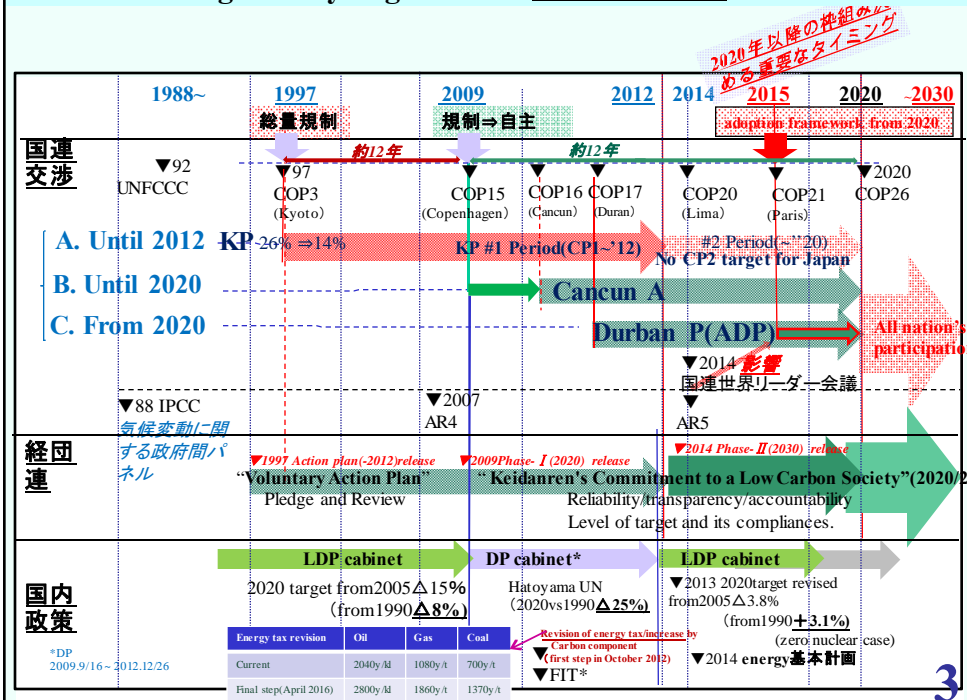 2020年以降の枠組み
める重要なタイミング
1988~ 1997 2009 2012 2014 2015 2020 ~2030
総量規制 規制⇒自主 adoption framework from 2020
国連
交渉
約12年 約12年
▼92
UNFCCC
▼97
COP3
(Kyoto)
▼
COP15
(Copenhagen)
▼
COP16
(Cancun)
▼
COP17
(Duran)
▼
COP20
(Lima)
▼
COP21
(Paris)
▼2020
COP26
A. Until 2012 KP -26% ⇒14% KP #1 Period(CP1~'12) #2 Period(~''20)
No CP2 target for Japan
B. Until 2020 Cancun A
C. From 2020 Durban P(ADP)
All nation's
participatio
▼2014 影響
国連世界リーダー会議
▼88 IPCC
気候変動に関
する政府間パ
ネル
▼2007
AR4
▼
AR5
経団
連
▼1997 Action plan(-2012)release ▼2009Phase-Ⅰ(2020) release ▼2014 Phase-Ⅱ(2030) release
“Voluntary Action Plan” “Keidanren's Commitment to a Low Carbon Society”(2020/2
Pledge and Review Reliability/transparency/accountability
Level of target and its compliances.
国内
政策
LDP cabinet DP cabinet* LDP cabinet
2020 target from2005△15%
(from1990△8%)
Hatoyama UN
(2020vs1990△25%)
▼2013 2020target revised
from2005△3.8%
(from1990＋3.1%)
(zero nuclear case)
▼2014 energy基本計画
*DP
2009.9/16~2012.12/26
Energy tax revision Oil Gas Coal
Current 2040y/kl 1080y/t 700y/t
Final step(April 2016) 2800y/kl 1860y/t 1370y/t
Revision of energy tax/increase by
Carbon component
▼(first step in October 2012)
▼FIT*
3